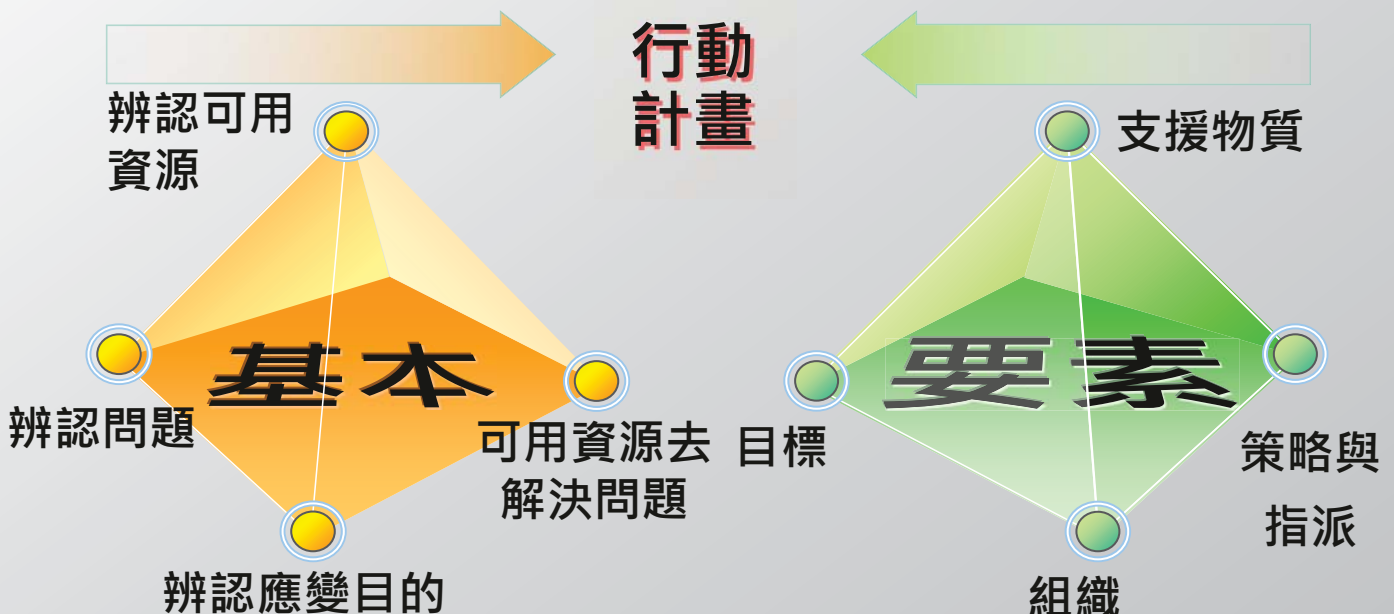 行動
計畫
辨認可用
資源
支援物質
基本
要素
辨認問題
可用資源去
解決問題
目標
策略與
指派
辨認應變目的
組織